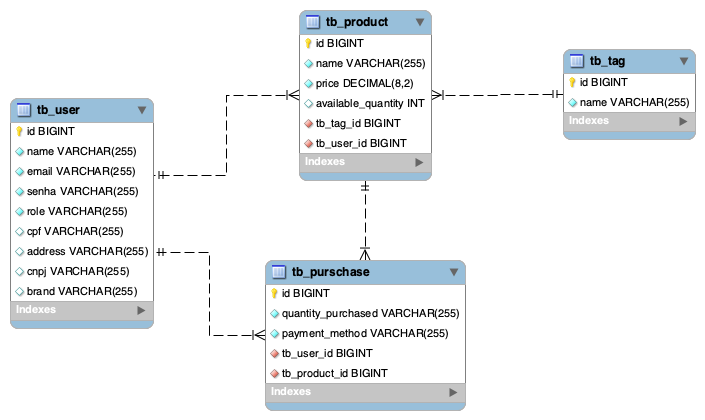 tb_product
id BIGINT
name VARCHAR(255)
price DECIMAL(8,2)
available_quantity INT
tb_tag_id BIGINT
tb_user_id BIGINT
Indexes
tb_tag
id BIGINT
name VARCHAR(255)
tb_user
id BIGINT
name VARCHAR(255)
email VARCHAR(255)
senha VARCHAR(255)
role VARCHAR(255)
cpf VARCHAR(255)
address VARCHAR(255)
cnpj VARCHAR(255)
brand VARCHAR(255)
Indexes
tb_purschase
id BIGINT
quantity_purchased VARCHAR(255)
payment_method VARCHAR(255)
tb_user_id BIGINT
tb_product_id BIGINT
Indexes